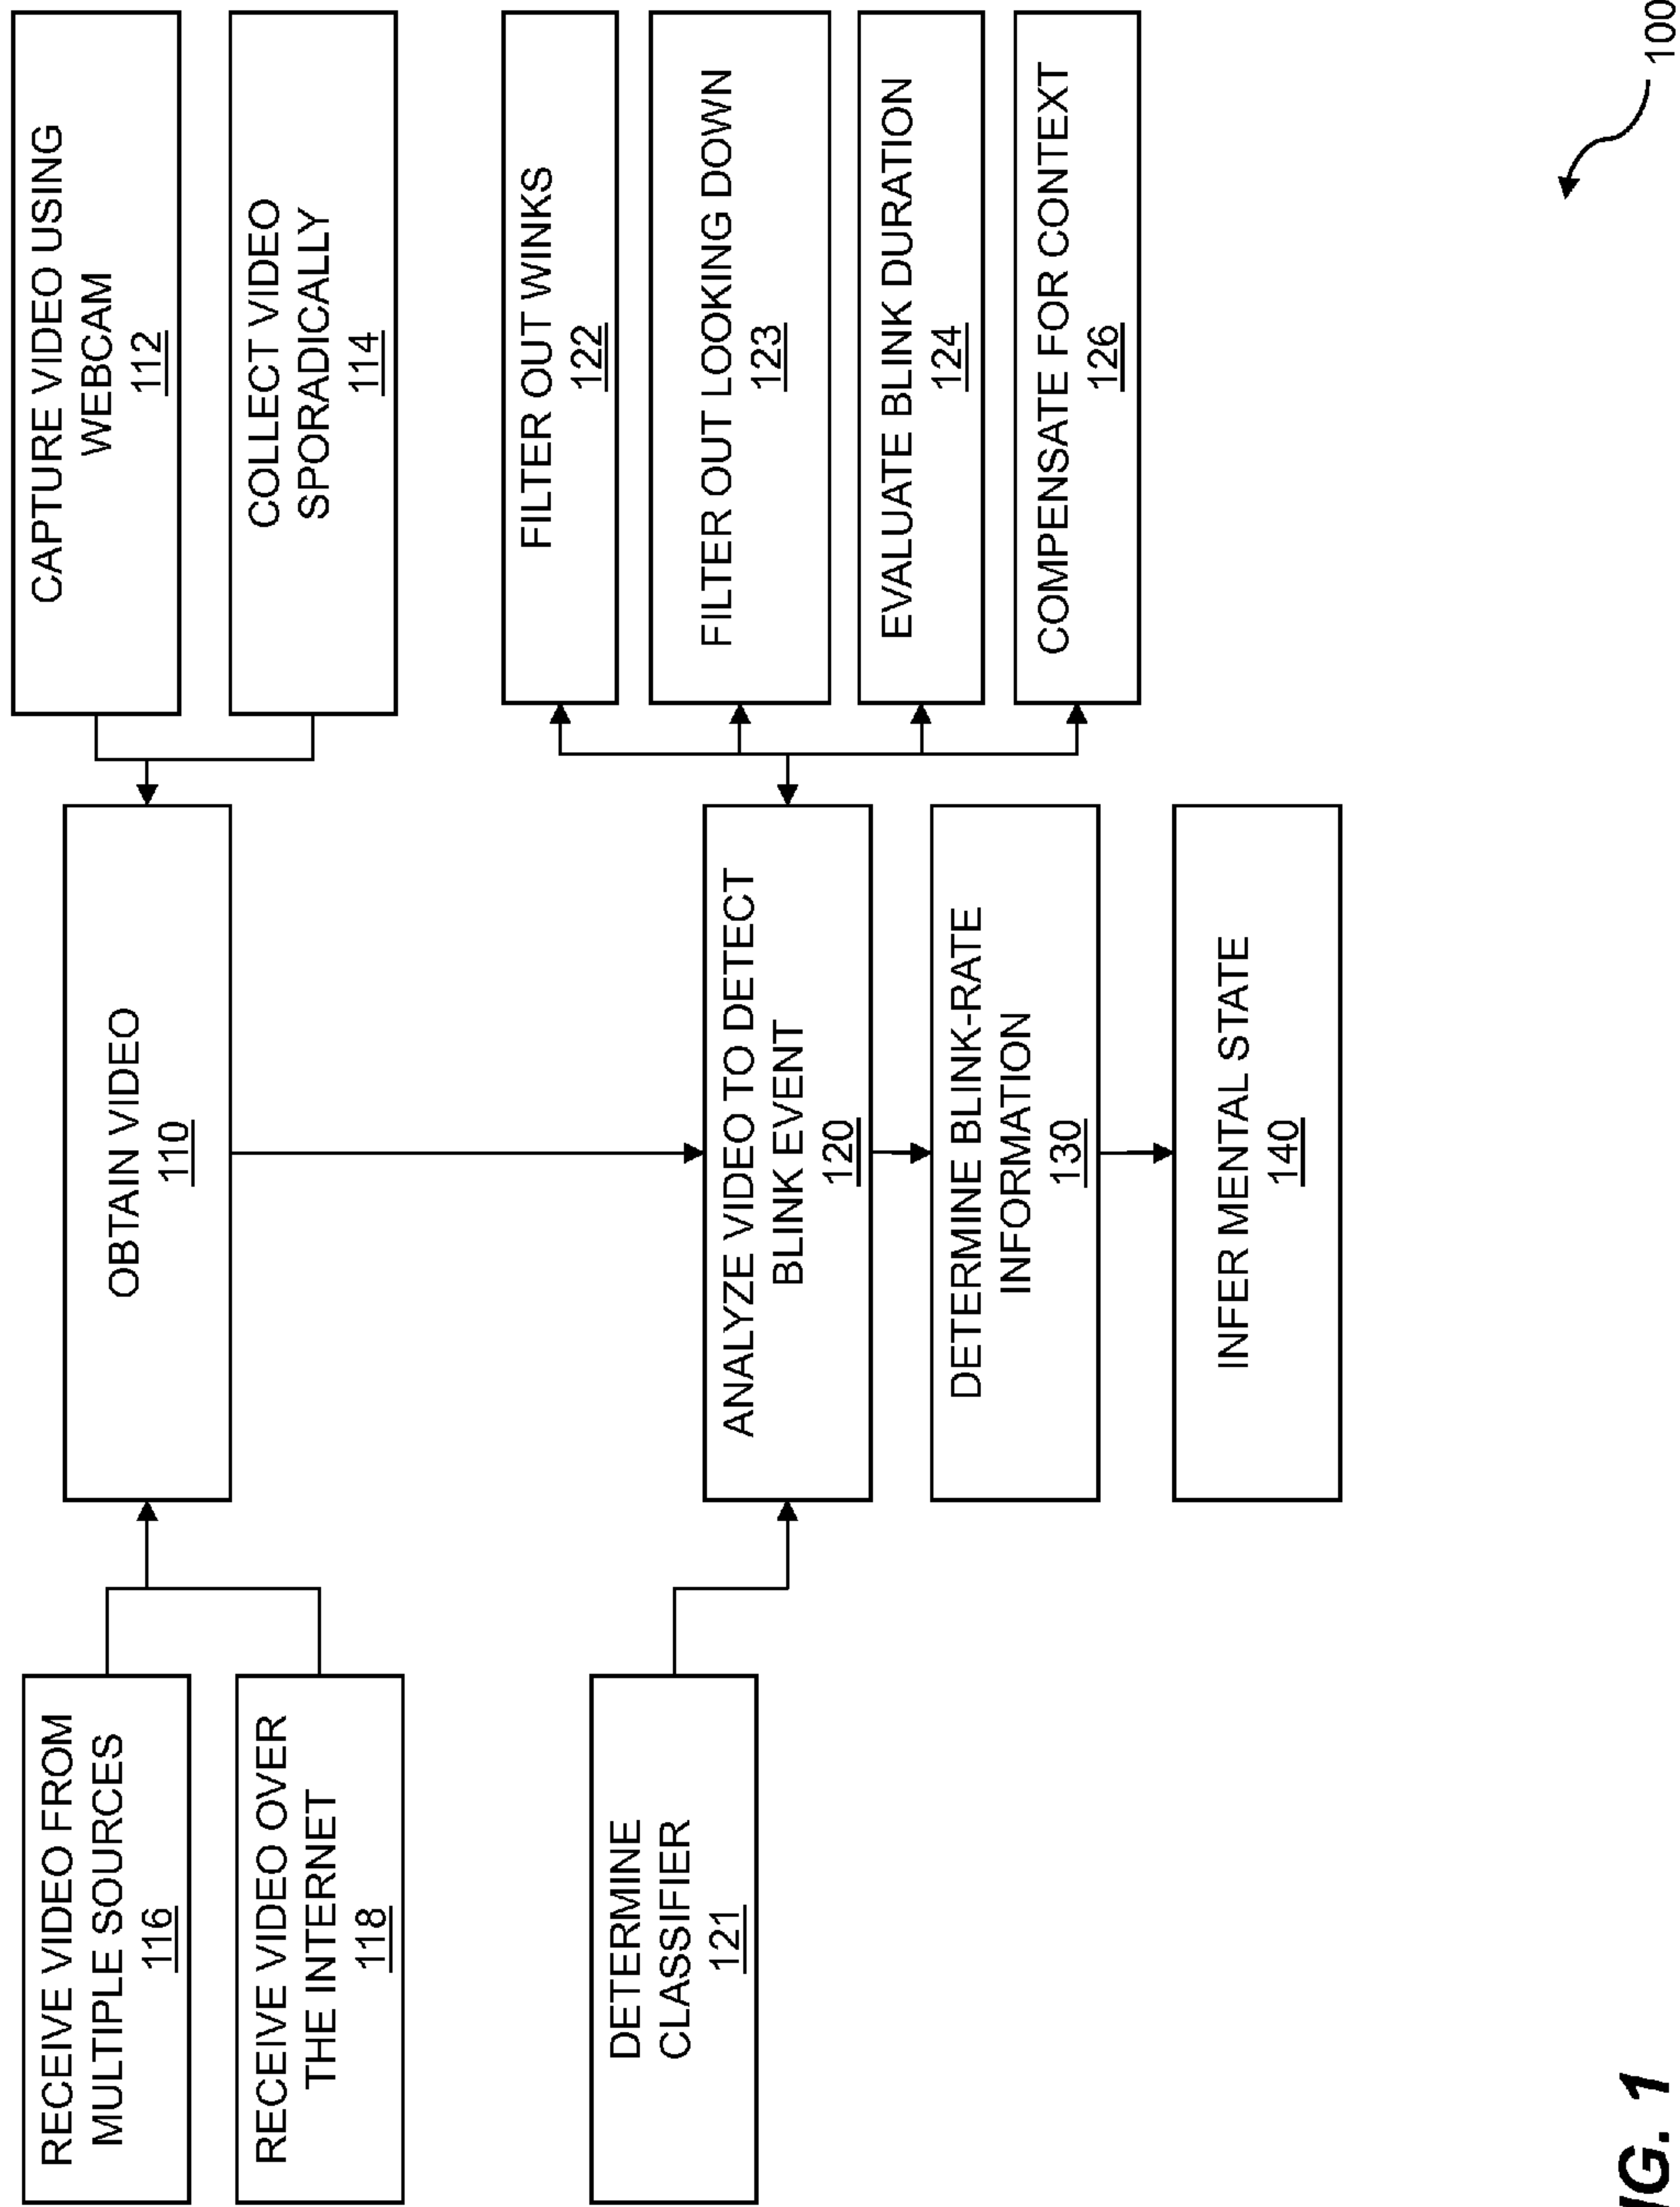 RECEIVE VIDEO FROM
MULTIPLE SOURCES
116
RECEIVE VIDEO OVER
THE INTERNET
118
OBTAIN VIDEO
110
CAPTURE VIDEO USING
WEBCAM
112
COLLECT VIDEO
SPORADICALLY
114
DETERMINE
CLASSIFIER
121
ANALYZE VIDEO TO DETECT
BLINK EVENT
120
FILTER OUT WINKS
122
FILTER OUT LOOKING DOWN
123
EVALUATE BLINK DURATION
124
COMPENSATE FOR CONTEXT
126
DETERMINE BLINK-RATE
INFORMATION
130
INFER MENTAL STATE
140
100
IG. 1